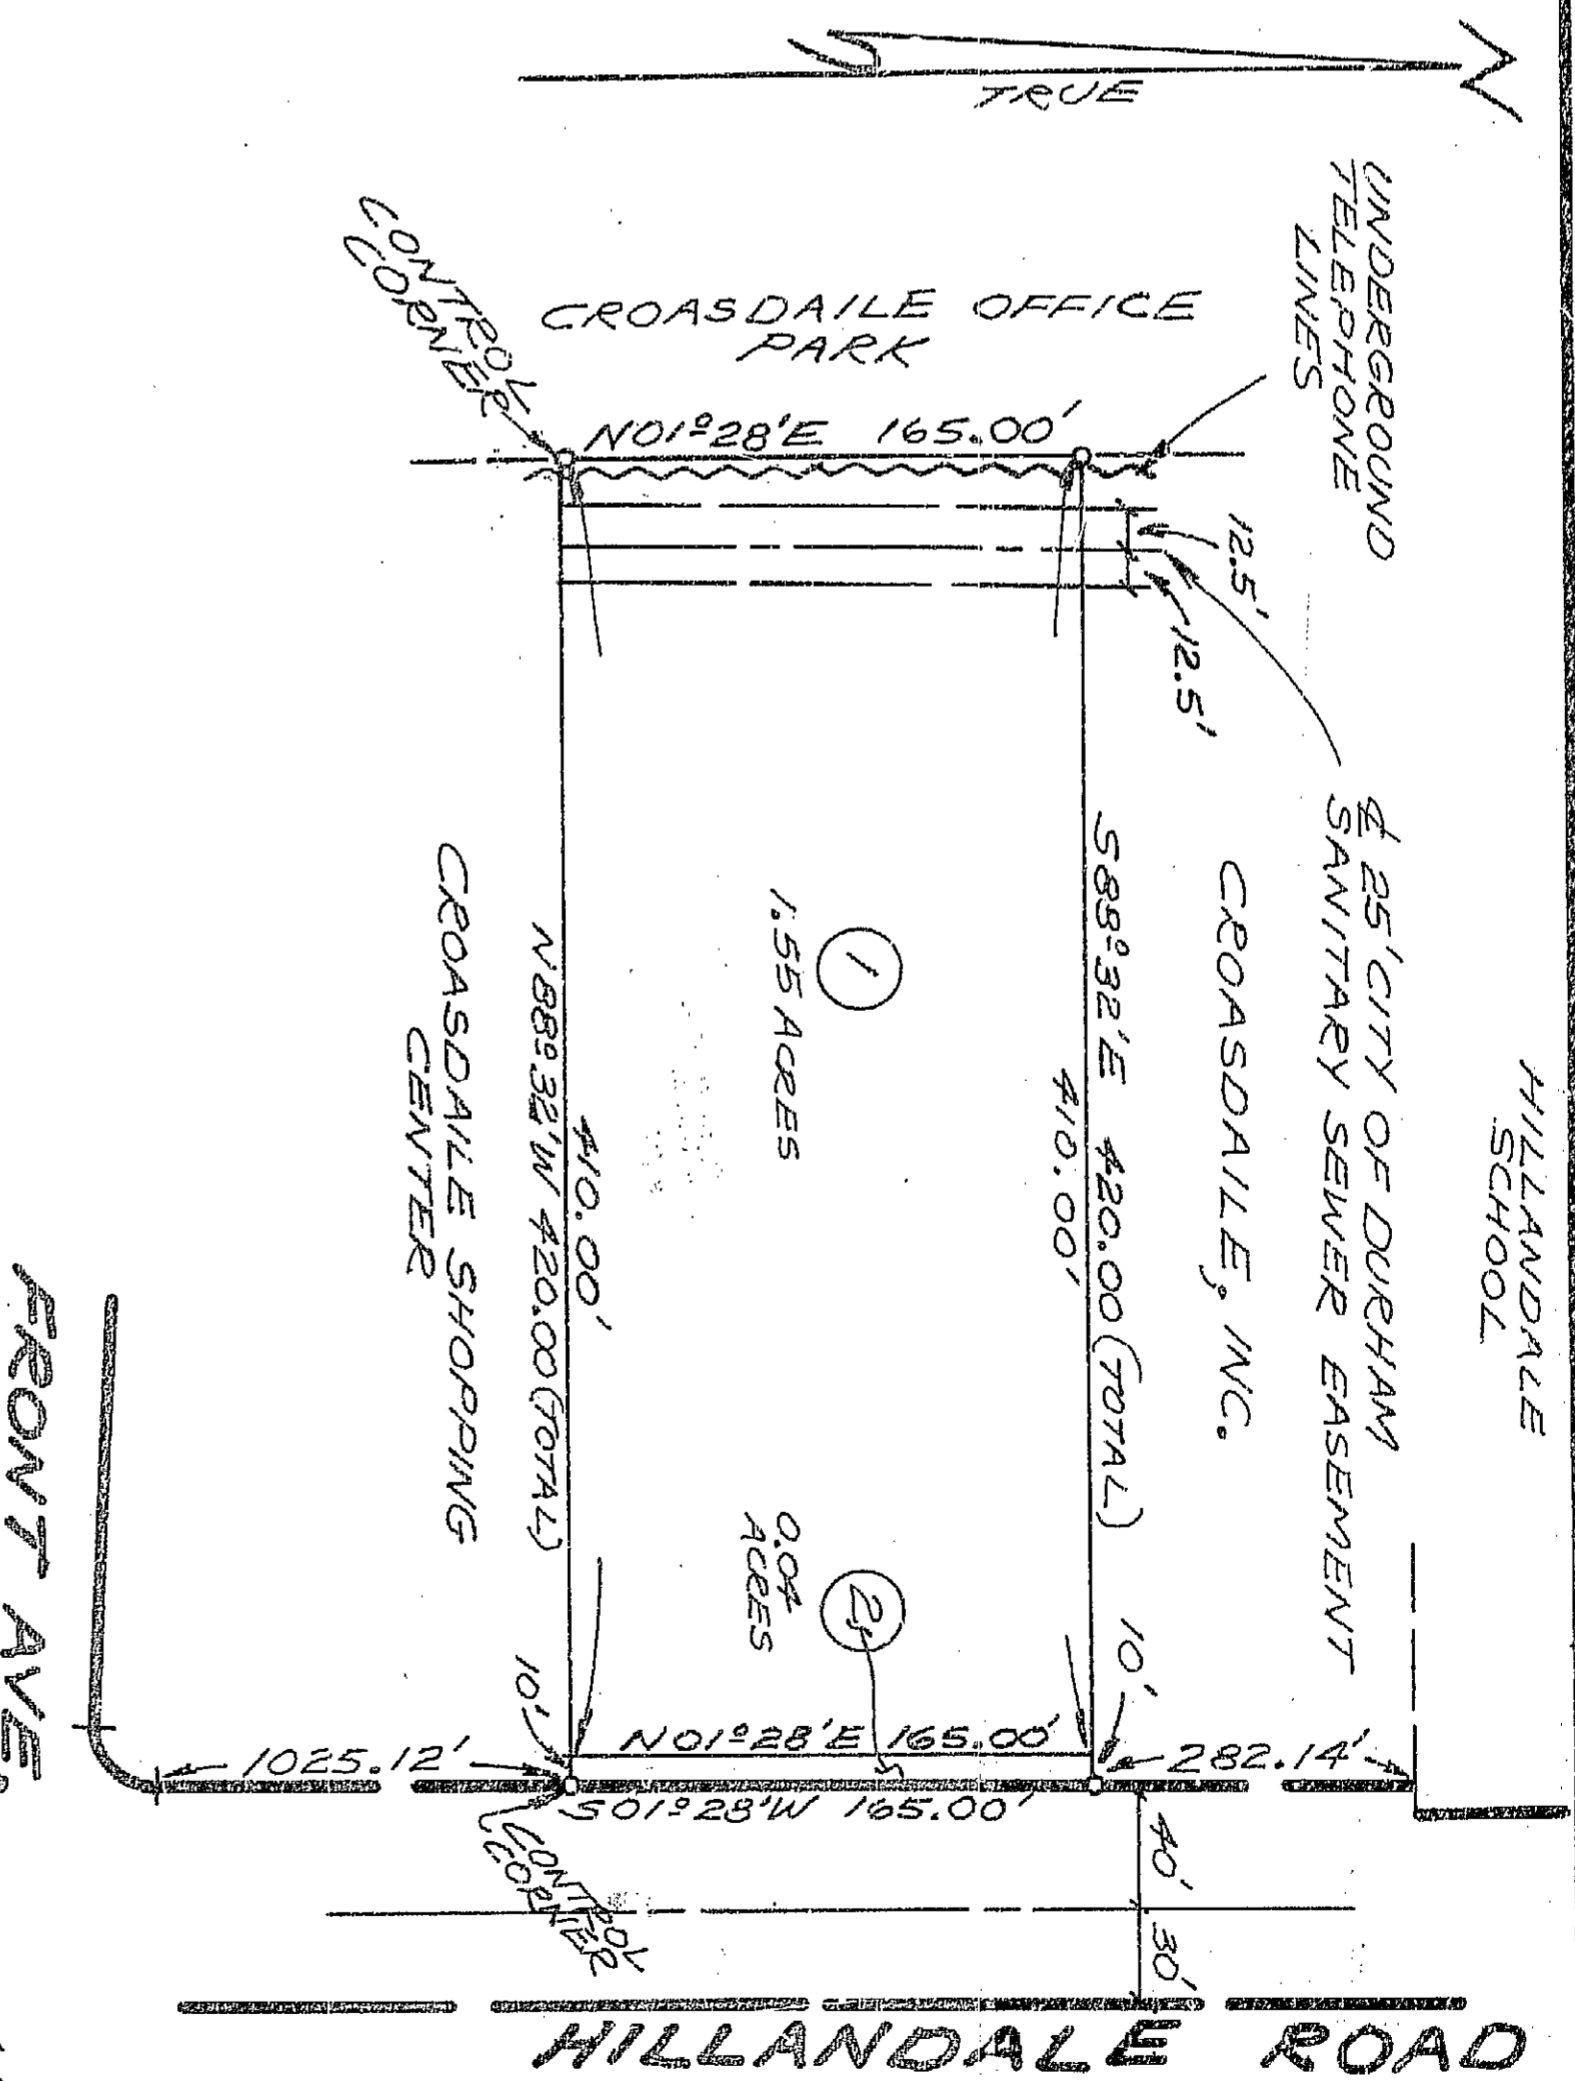 N
TRUE
UNDERGROUND
TELEPHONE
LINES
CONTROL
CORNER
CROASDAILE OFFICE
PARK
N01°28'E 165.00'
12.5'
12.5'
℄ 25' CITY OF DURHAM
SANITARY SEWER EASEMENT
HILLANDALE
SCHOOL
CROASDAILE, INC.
S88°32'E 420.00 (TOTAL)
410.00'
1
1.55 ACRES
410.00'
N88°32'W 420.00 (TOTAL)
CROASDAILE SHOPPING
CENTER
2
0.04
ACRES
10'
10'
N01°28'E 165.00'
1025.12'
282.14'
S01°28'W 165.00'
CONTROL
CORNER
40'
30'
FRONT AVE.
HILLANDALE ROAD